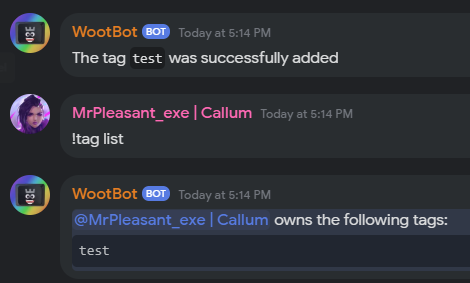 WootBot BOT Today at 5:14 PM
The tag test was successfully added
MrPleasant_exe | Callum Today at 5:14 PM
!tag list
WootBot BOT Today at 5:14 PM
@MrPleasant_exe | Callum owns the following tags:
test